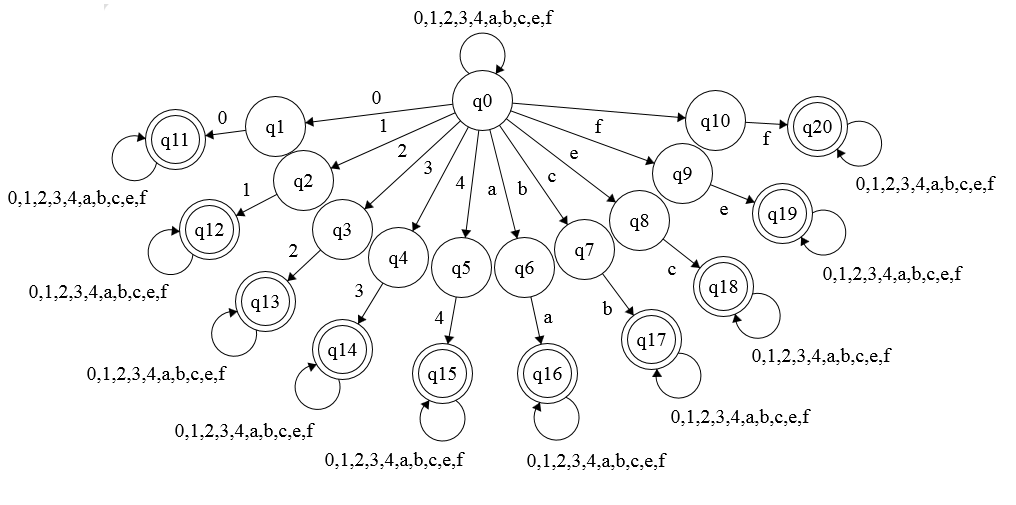 0,1,2,3,4,a,b,c,e,f
q0
0
1
2
3
4
a
b
c
e
f
q1
q2
q3
q4
q5
q6
q7
q8
q9
q10
0
1
2
3
4
a
b
c
e
f
q11
q12
q13
q14
q15
q16
q17
q18
q19
q20
0,1,2,3,4,a,b,c,e,f
0,1,2,3,4,a,b,c,e,f
0,1,2,3,4,a,b,c,e,f
0,1,2,3,4,a,b,c,e,f
0,1,2,3,4,a,b,c,e,f
0,1,2,3,4,a,b,c,e,f
0,1,2,3,4,a,b,c,e,f
0,1,2,3,4,a,b,c,e,f
0,1,2,3,4,a,b,c,e,f
0,1,2,3,4,a,b,c,e,f